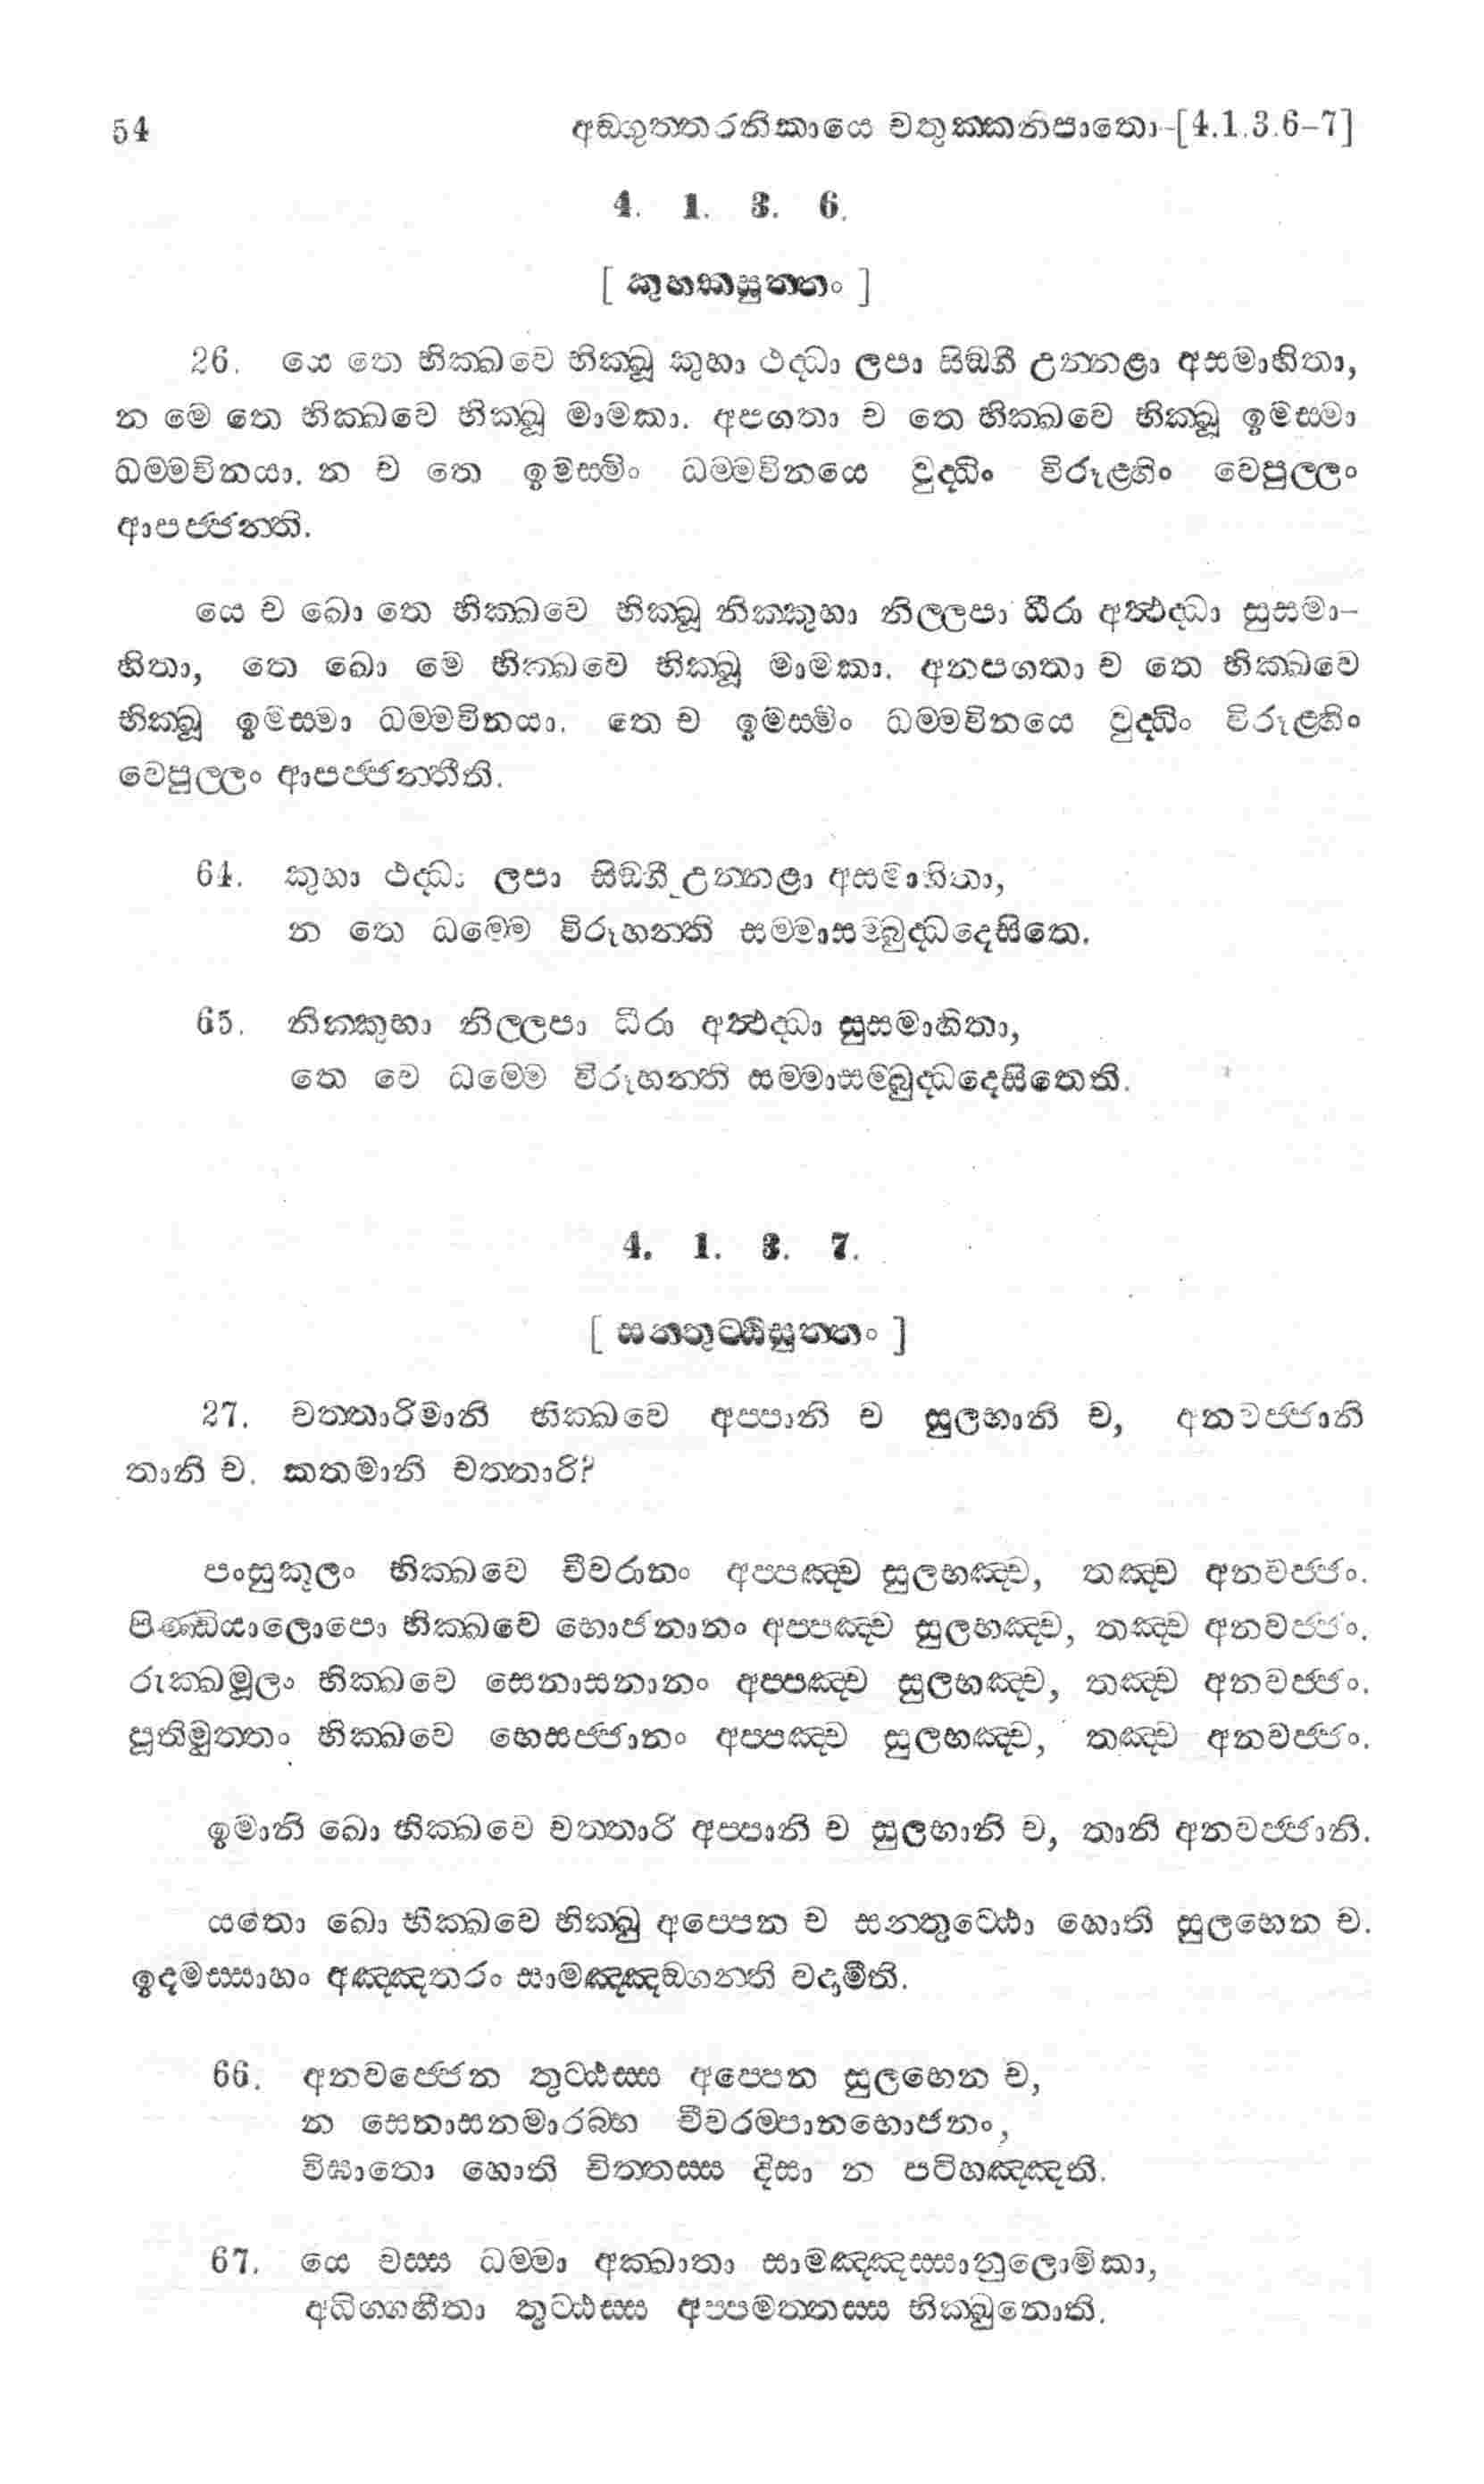 54 අඞ්ගුත්තරනිකායෙ චතුක්කනිපාතො-[4.1.3.6-7]
4. 1. 3. 6.
[ කුහකසුත්තං ]
26. යෙ තෙ භික්ඛවෙ භික්ඛූ කුහා ථද්ධා ලපා සිඞ්ගී උන්නළා අසමාහිතා,
න මෙ තෙ භික්ඛවෙ භික්ඛූ මාමකා. අපගතා ච තෙ භික්ඛවෙ භික්ඛූ ඉමස්මා
ධම්මවිනයා. න ච තෙ ඉමස්මිං ධම්මවිනයෙ වුද්ධිං විරූළ්හිං වෙපුල්ලං
ආපජ්ජන්ති.
යෙ ච ඛො තෙ භික්ඛවෙ භික්ඛූ නික්කුහා නිල්ලපා ධීරා අත්ථද්ධා සුසමා-
හිතා, තෙ ඛො මෙ භික්ඛවෙ භික්ඛූ මාමකා. අනපගතා ච තෙ භික්ඛවෙ
භික්ඛූ ඉමස්මා ධම්මවිනයා. තෙ ච ඉමස්මිං ධම්මවිනයෙ වුද්ධිං විරූළ්හිං
වෙපුල්ලං ආපජ්ජන්තීති.
64. කුහා ථද්ධා ලපා සිඞ්ගී උන්නළා අසමාහිතා,
න තෙ ධම්මෙ විරූහන්ති සම්මාසම්බුද්ධදෙසිතෙ.
65. නික්කුහා නිල්ලපා ධීරා අත්ථද්ධා සුසමාහිතා,
තෙ වෙ ධම්මෙ විරූහන්ති සම්මාසම්බුද්ධදෙසිතෙති.
4. 1. 3. 7.
[ සන්තුට්ඨිසුත්තං ]
27. චත්තාරිමානි භික්ඛවෙ අප්පානි ච සුලභානි ච, අනවජ්ජානි
තානි ච. කතමානි චත්තාරි?
පංසුකූලං භික්ඛවෙ චීවරානං අප්පඤ්ච සුලභඤ්ච, තඤ්ච අනවජ්ජං.
පිණ්ඩියාලොපො භික්ඛවෙ භොජනානං අප්පඤ්ච සුලභඤ්ච, තඤ්ච අනවජ්ජං.
රුක්ඛමූලං භික්ඛවෙ සෙනාසනානං අප්පඤ්ච සුලභඤ්ච, තඤ්ච අනවජ්ජං.
පූතිමුත්තං භික්ඛවෙ භෙසජ්ජානං අප්පඤ්ච සුලභඤ්ච, තඤ්ච අනවජ්ජං.
ඉමානි ඛො භික්ඛවෙ චත්තාරි අප්පානි ච සුලභානි ච, තානි අනවජ්ජානි.
යතො ඛො භික්ඛවෙ භික්ඛු අප්පෙන ච සන්තුට්ඨො හොති සුලභෙන ච.
ඉදමස්සාහං අඤ්ඤතරං සාමඤ්ඤඞ්ගන්ති වදාමීති.
66. අනවජ්ජෙන තුට්ඨස්ස අප්පෙන සුලභෙන ච,
න සෙනාසනමාරබ්භ චීවරම්පානභොජනං,
විඝාතො හොති චිත්තස්ස දිසා න පටිහඤ්ඤති.
67. යෙ චස්ස ධම්මා අක්ඛාතා සාමඤ්ඤස්සානුලොමිකා,
අධිග්ගහීතා තුට්ඨස්ස අප්පමත්තස්ස භික්ඛුනොති.